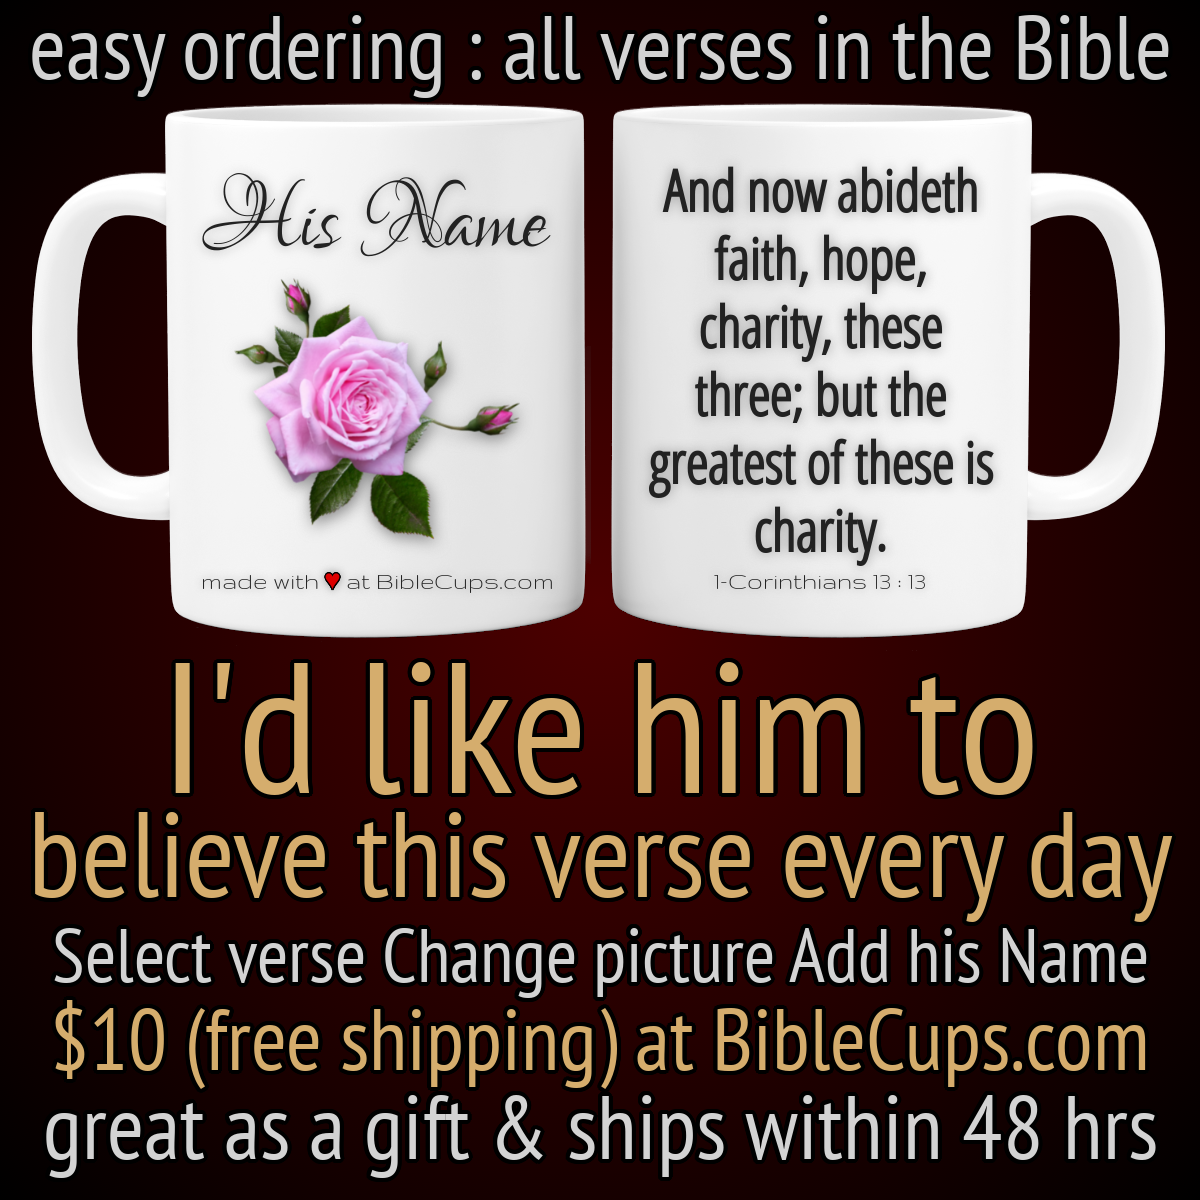 easy ordering : all verses in the Bible
His Name
made with ♥ at BibleCups.com
And now abideth
faith, hope,
charity, these
three; but the
greatest of these is
charity.
1-Corinthians 13 : 13
I'd like him to
believe this verse every day
Select verse Change picture Add his Name
$10 (free shipping) at BibleCups.com
great as a gift & ships within 48 hrs